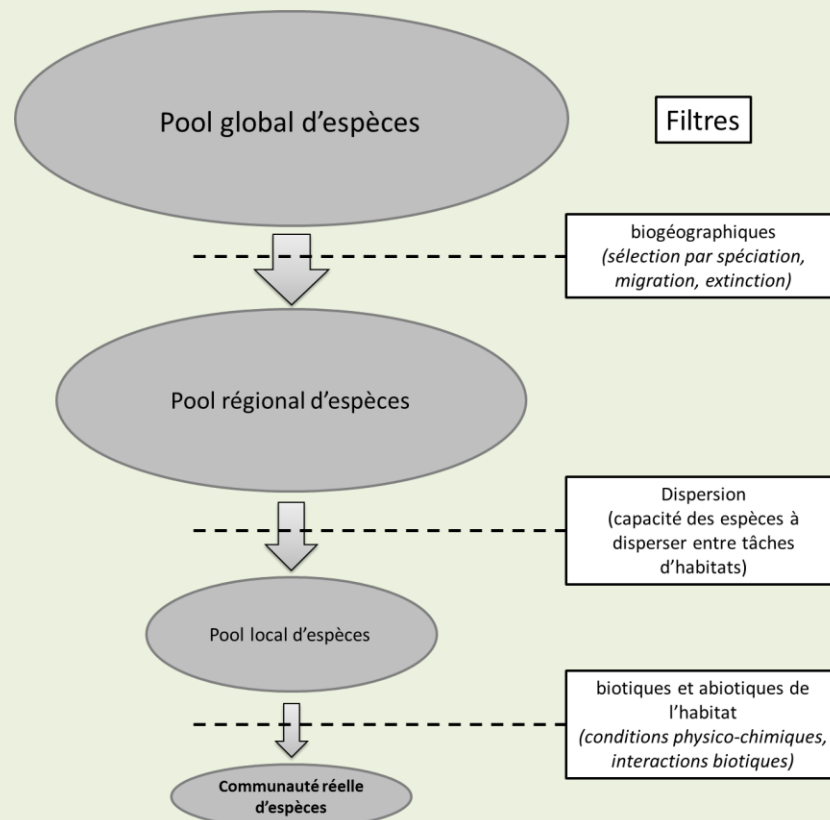 Pool global d'espèces
Filtres
biogéographiques
(sélection par spéciation,
migration, extinction)
Pool régional d'espèces
Dispersion
(capacité des espèces à
disperser entre tâches
d'habitats)
Pool local d'espèces
biotiques et abiotiques de
l'habitat
(conditions physico-chimiques,
interactions biotiques)
Communauté réelle
d'espèces